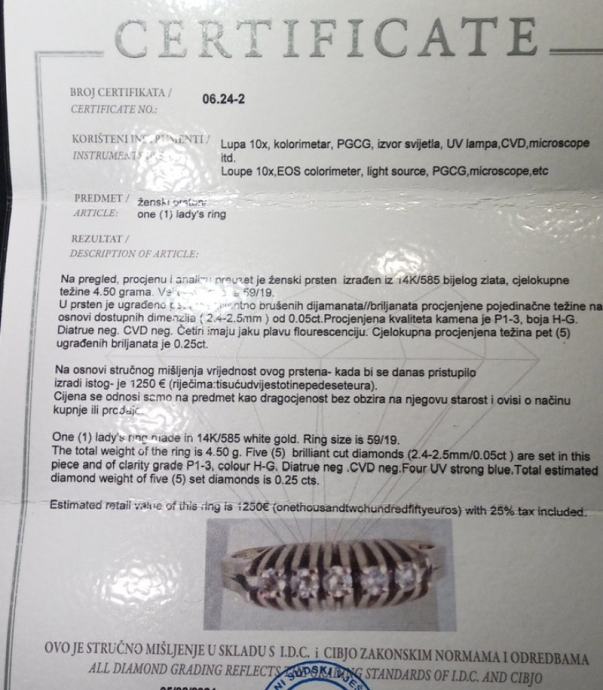 CERTIFICATE
BROJ CERTIFIKATA /
CERTIFICATE NO.:
06.24-2
KORIŠTENI /
Lupa 10x, kolorimetar, PGCG, izvor svijetla, UV lampa,CVD,microscope
itd.
Loupe 10x,EOS colorimeter, light source, PGCG,microscope,etc
PREDMET /
ARTICLE:
ženski
one (1) lady's ring
REZULTAT /
DESCRIPTION OF ARTICLE:
Na pregled, procjenu i je ženski prsten izrađen iz 14K/585 bijelog zlata, cjelokupne
težine 4.50 grama. 59/19.
U prsten je ugrađeno brušenih dijamanata//briljanata procjenjene pojedinačne težine na
osnovi dostupnih dimenzija ( 2.4-2.5mm ) od 0.05ct.Procjenjena kvaliteta kamena je P1-3, boja H-G.
Diatrue neg. CVD neg. Četiri imaju jaku plavu flourescenciju. Cjelokupna procjenjena težina pet (5)
ugrađenih briljanata je 0.25ct.
Na osnovi stručnog mišljenja vrijednost ovog prstena- kada bi se danas pristupilo
izradi istog- je 1250 € (riječima:tisućudvijestotinepedeseteura).
Cijena se odnosi samo na predmet kao dragocjenost bez obzira na njegovu starost i ovisi o načinu
kupnje ili prodaje.
One (1) lady's ring made in 14K/585 white gold. Ring size is 59/19.
The total weight of the ring is 4.50 g. Five (5) brilliant cut diamonds (2.4-2.5mm/0.05ct ) are set in this
piece and of clarity grade P1-3, colour H-G. Diatrue neg .CVD neg.Four UV strong blue.Total estimated
diamond weight of five (5) set diamonds is 0.25 cts.
Estimated retail value of this ring is 1250€ (onethousandtwohundredfiftyeuros) with 25% tax included.
OVO JE STRUČNO MIŠLJENJE U SKLADU S I.D.C. i CIBJO ZAKONSKIM NORMAMA I ODREDBAMA
ALL DIAMOND GRADING REFLECTS GRADING STANDARDS OF I.D.C. AND CIBJO